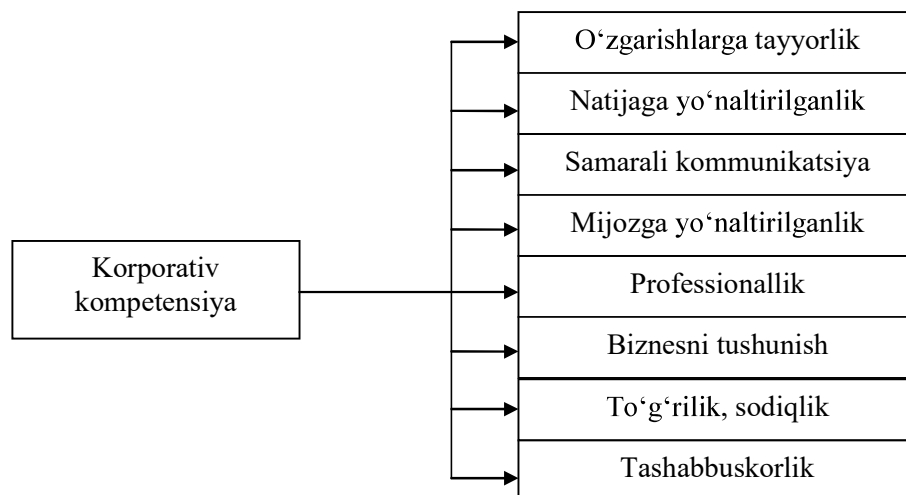 Korporativ
kompetensiya
O‘zgarishlarga tayyorlik
Natijaga yo‘naltirilganlik
Samarali kommunikatsiya
Mijozga yo‘naltirilganlik
Professionallik
Biznesni tushunish
To‘g‘rilik, sodiqlik
Tashabbuskorlik